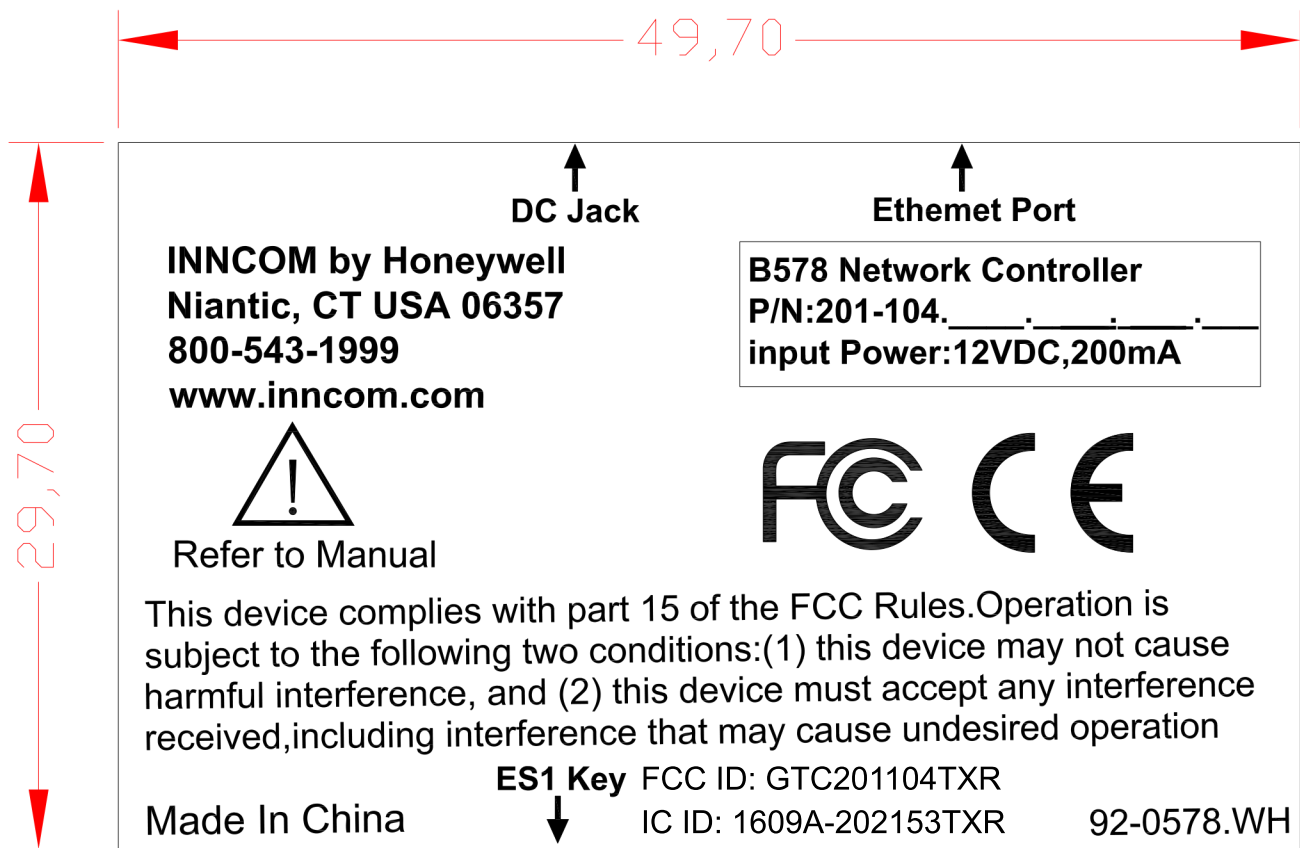 49,70
DC Jack
Ethemet Port
INNCOM by Honeywell
Niantic, CT USA 06357
800-543-1999
www.inncom.com
B578 Network Controller
P/N:201-104.____.____.___.___
input Power:12VDC,200mA
29,70
FC CE
Refer to Manual
This device complies with part 15 of the FCC Rules.Operation is
subject to the following two conditions:(1) this device may not cause
harmful interference, and (2) this device must accept any interference
received,including interference that may cause undesired operation
ES1 Key
FCC ID: GTC201104TXR
Made In China
IC ID: 1609A-202153TXR
92-0578.WH